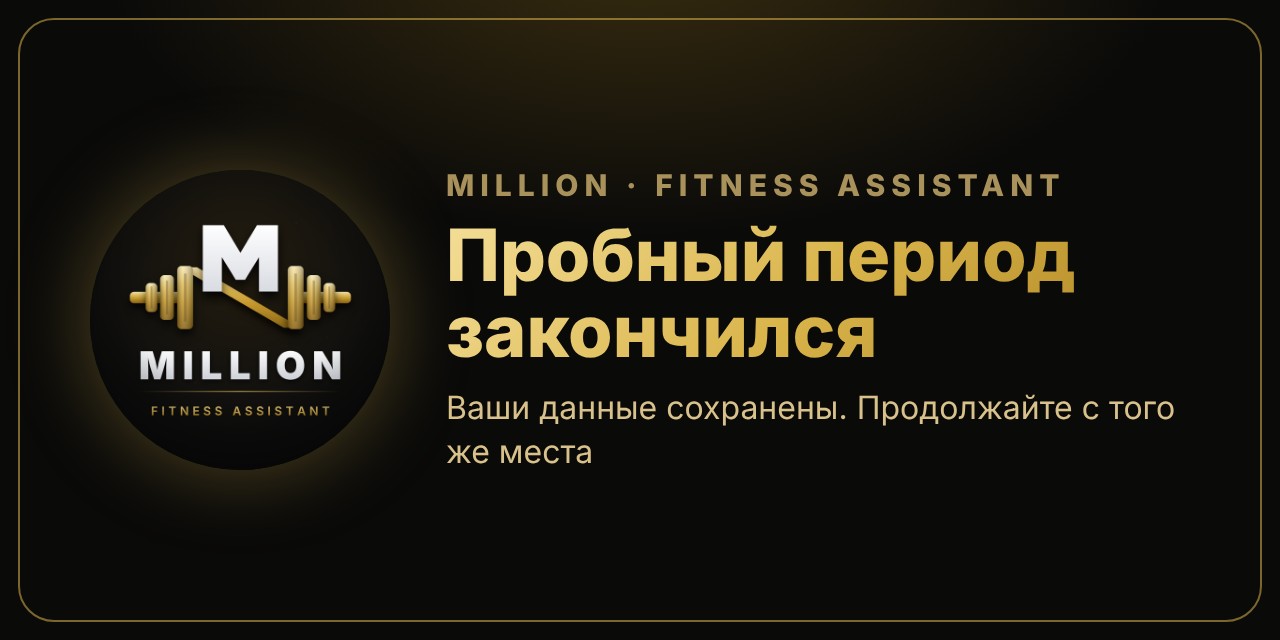 M
MILLION
FITNESS ASSISTANT
MILLION · FITNESS ASSISTANT
Пробный период
закончился
Ваши данные сохранены. Продолжайте с того
же места